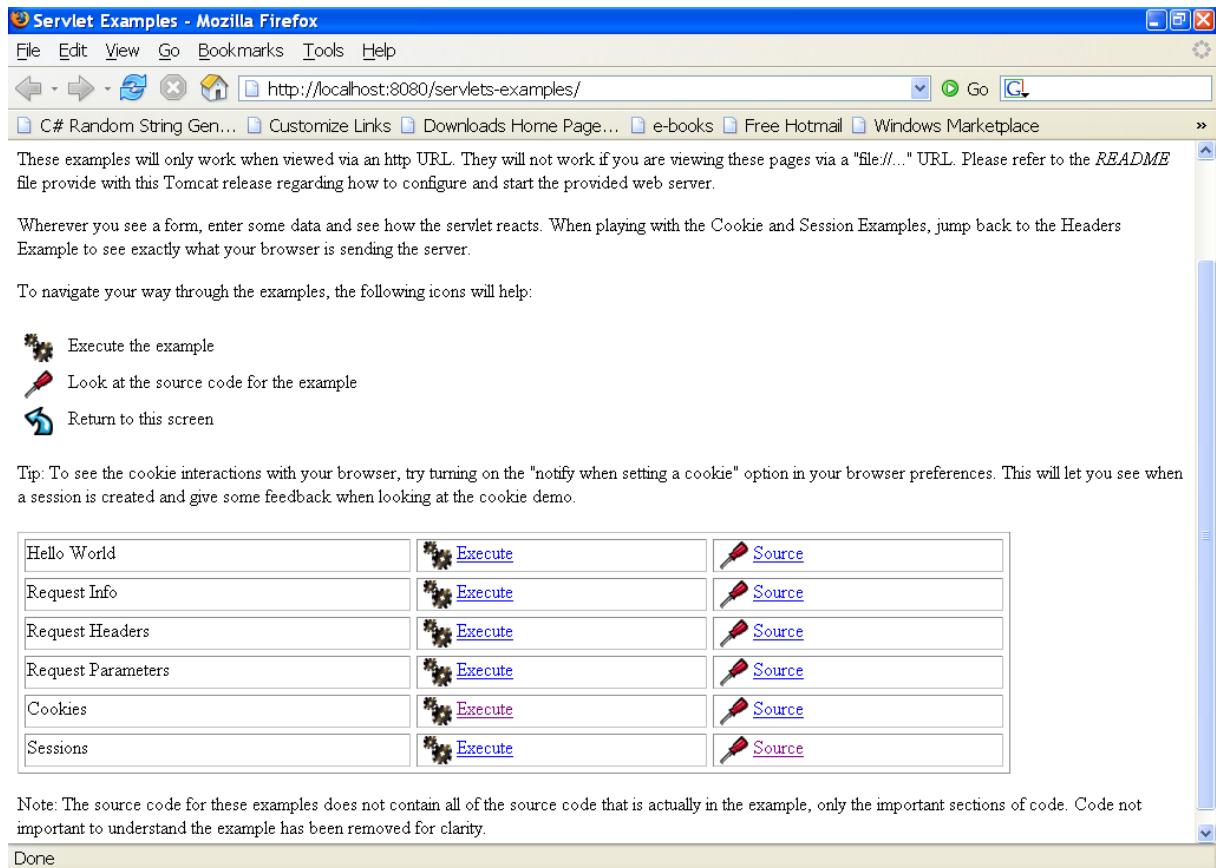 Servlet Examples - Mozilla Firefox
File Edit View Go Bookmarks Tools Help
http://localhost:8080/servlets-examples/ Go G
C# Random String Gen... Customize Links Downloads Home Page... e-books Free Hotmail Windows Marketplace »
These examples will only work when viewed via an http URL. They will not work if you are viewing these pages via a "file://..." URL. Please refer to the README
file provide with this Tomcat release regarding how to configure and start the provided web server.
Wherever you see a form, enter some data and see how the servlet reacts. When playing with the Cookie and Session Examples, jump back to the Headers
Example to see exactly what your browser is sending the server.
To navigate your way through the examples, the following icons will help:
Execute the example
Look at the source code for the example
Return to this screen
Tip: To see the cookie interactions with your browser, try turning on the "notify when setting a cookie" option in your browser preferences. This will let you see when
a session is created and give some feedback when looking at the cookie demo.
Hello World Execute Source
Request Info Execute Source
Request Headers Execute Source
Request Parameters Execute Source
Cookies Execute Source
Sessions Execute Source
Note: The source code for these examples does not contain all of the source code that is actually in the example, only the important sections of code. Code not
important to understand the example has been removed for clarity.
Done